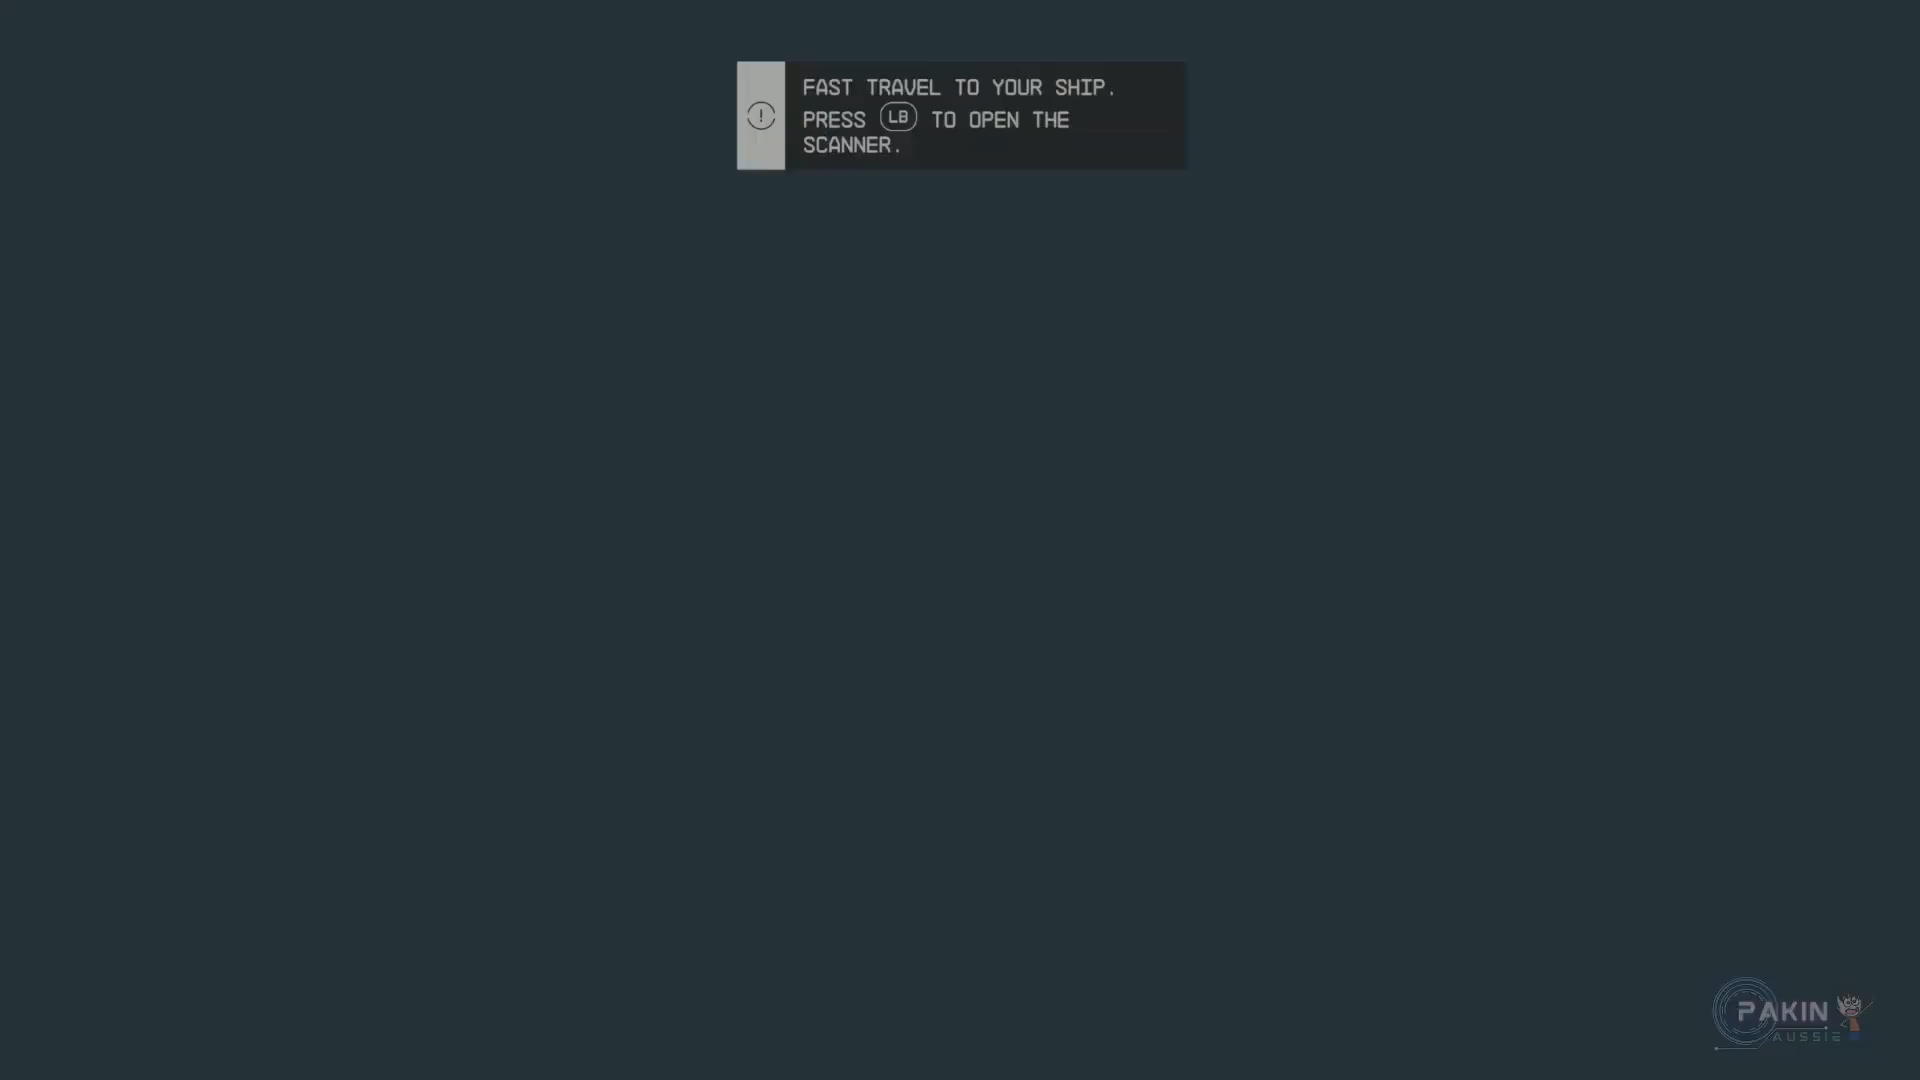 FAST TRAVEL TO YOUR SHIP.
PRESS LB TO OPEN THE
SCANNER.
PAKIN
AUSSIE